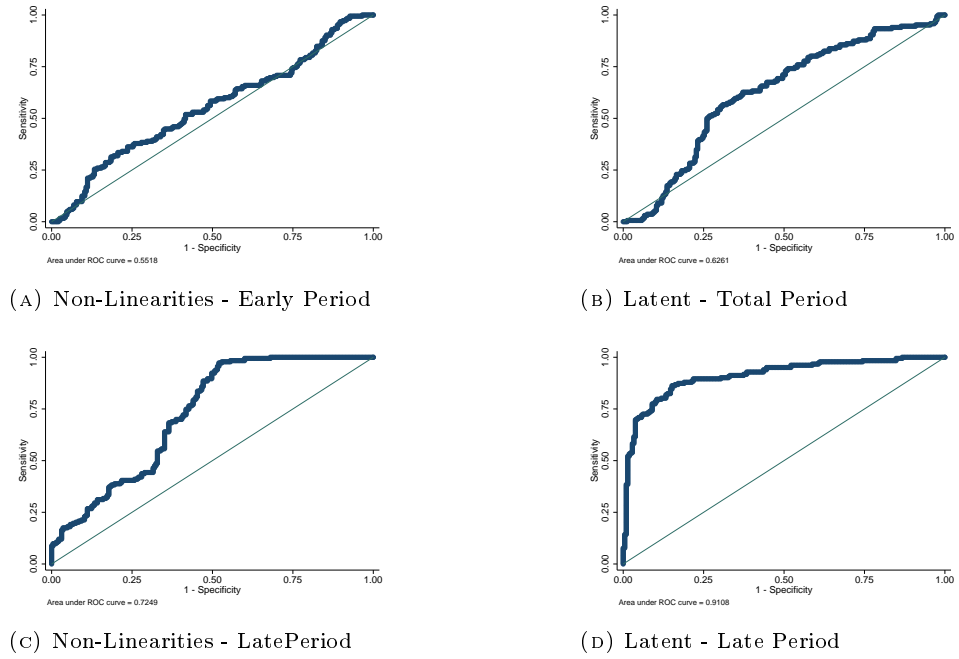 1.00
0.75
Sensitivity
0.50
0.25
0.00
0.00 0.25 0.50 0.75 1.00
1 - Specificity
Area under ROC curve = 0.5518
(A) Non-Linearities - Early Period
1.00
0.75
Sensitivity
0.50
0.25
0.00
0.00 0.25 0.50 0.75 1.00
1 - Specificity
Area under ROC curve = 0.6261
(B) Latent - Total Period
1.00
0.75
Sensitivity
0.50
0.25
0.00
0.00 0.25 0.50 0.75 1.00
1 - Specificity
Area under ROC curve = 0.7249
(C) Non-Linearities - LatePeriod
1.00
0.75
Sensitivity
0.50
0.25
0.00
0.00 0.25 0.50 0.75 1.00
1 - Specificity
Area under ROC curve = 0.9108
(D) Latent - Late Period